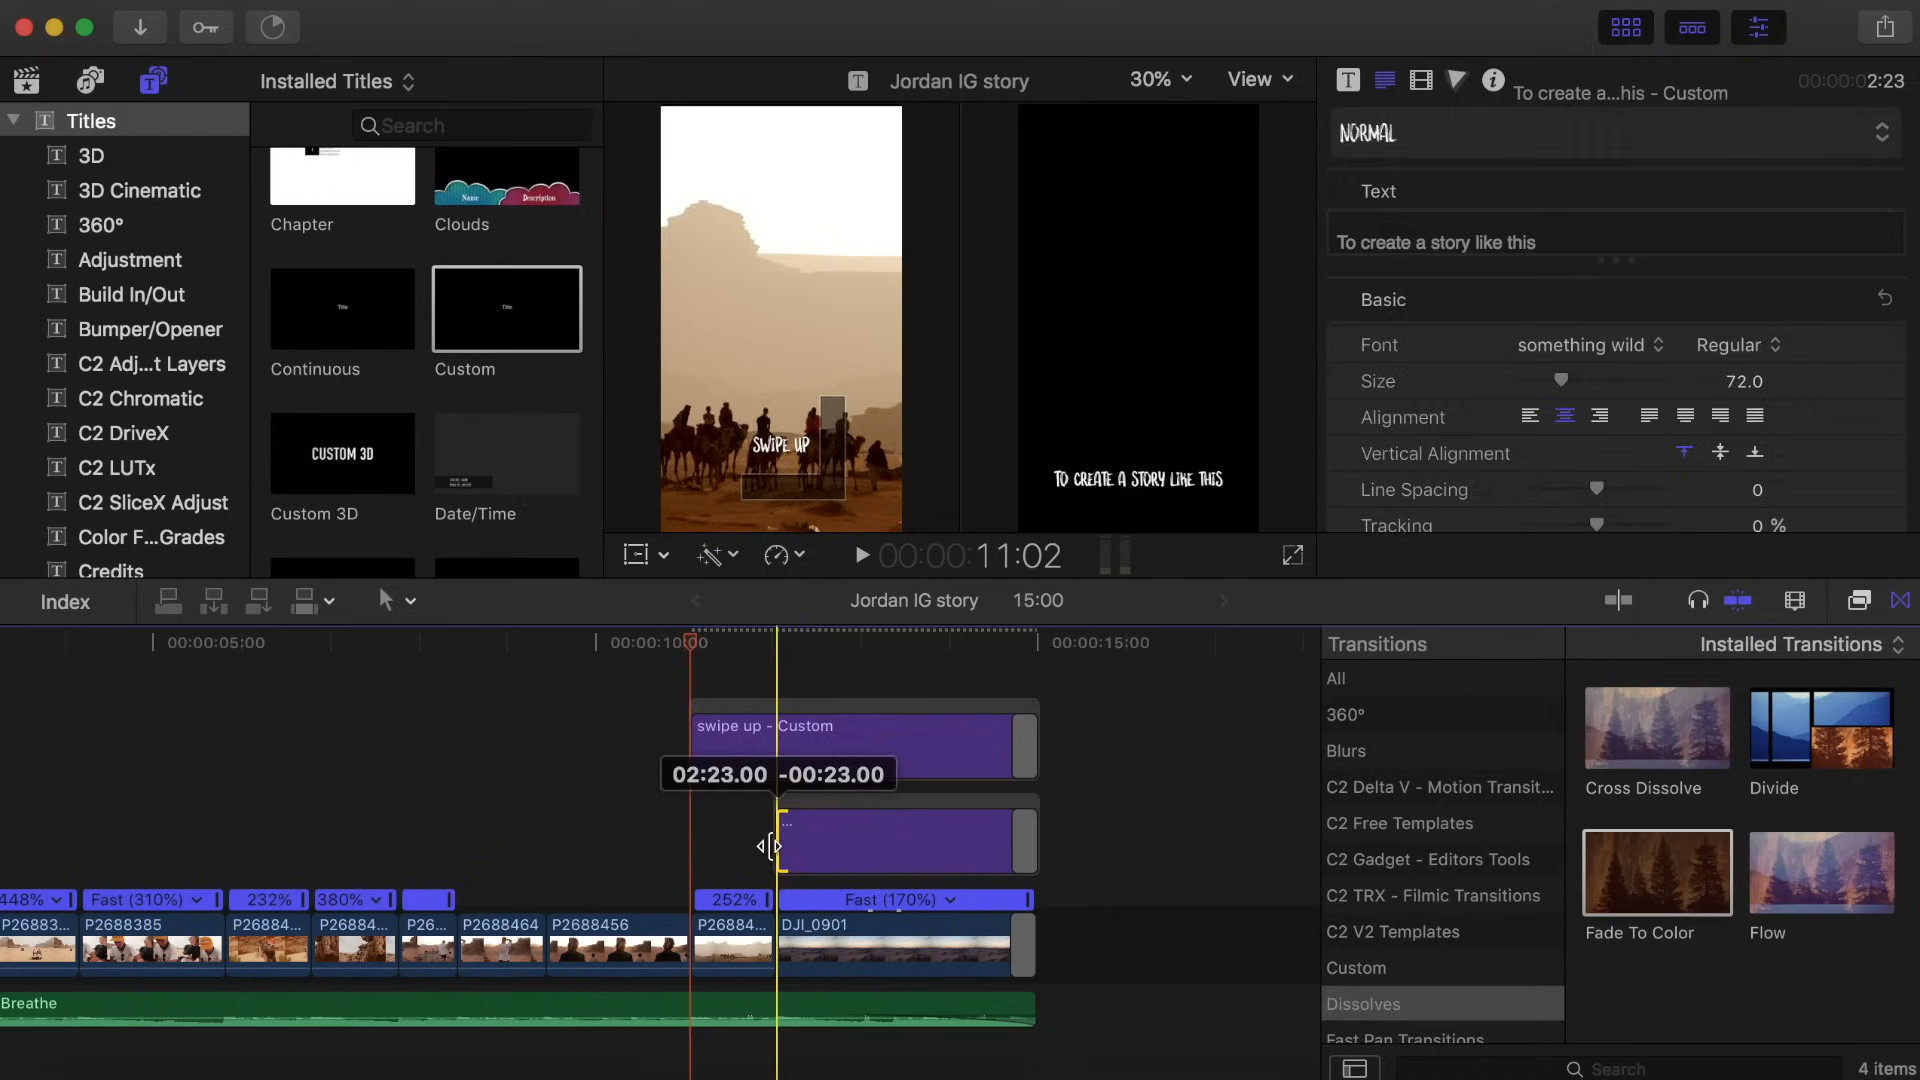 Installed Titles
Jordan IG story
30%
View
To create a...his - Custom
00:00:02:23
Titles
3D
3D Cinematic
360°
Adjustment
Build In/Out
Bumper/Opener
C2 Adj...t Layers
C2 Chromatic
C2 DriveX
C2 LUTx
C2 SliceX Adjust
Color F...Grades
Credits
Search
Name
Description
Chapter
Clouds
Title
Title
Continuous
Custom
CUSTOM 3D
Custom 3D
Date/Time
SWIPE UP
TO CREATE A STORY LIKE THIS
00:00:11:02
NORMAL
Text
To create a story like this
Basic
Font
something wild
Regular
Size
72.0
Alignment
Vertical Alignment
Line Spacing
0
Tracking
0 %
Index
Jordan IG story
15:00
00:00:05:00
00:00:10:00
00:00:15:00
swipe up - Custom
02:23.00 -00:23.00
...
448%
Fast (310%)
232%
380%
252%
Fast (170%)
P26883...
P2688385
P26884...
P26884...
P26...
P2688464
P2688456
P26884...
DJI_0901
Breathe
Transitions
Installed Transitions
All
360°
Blurs
C2 Delta V - Motion Transit...
C2 Free Templates
C2 Gadget - Editors Tools
C2 TRX - Filmic Transitions
C2 V2 Templates
Custom
Dissolves
Fast Pan Transitions
Cross Dissolve
Divide
Fade To Color
Flow
Search
4 items